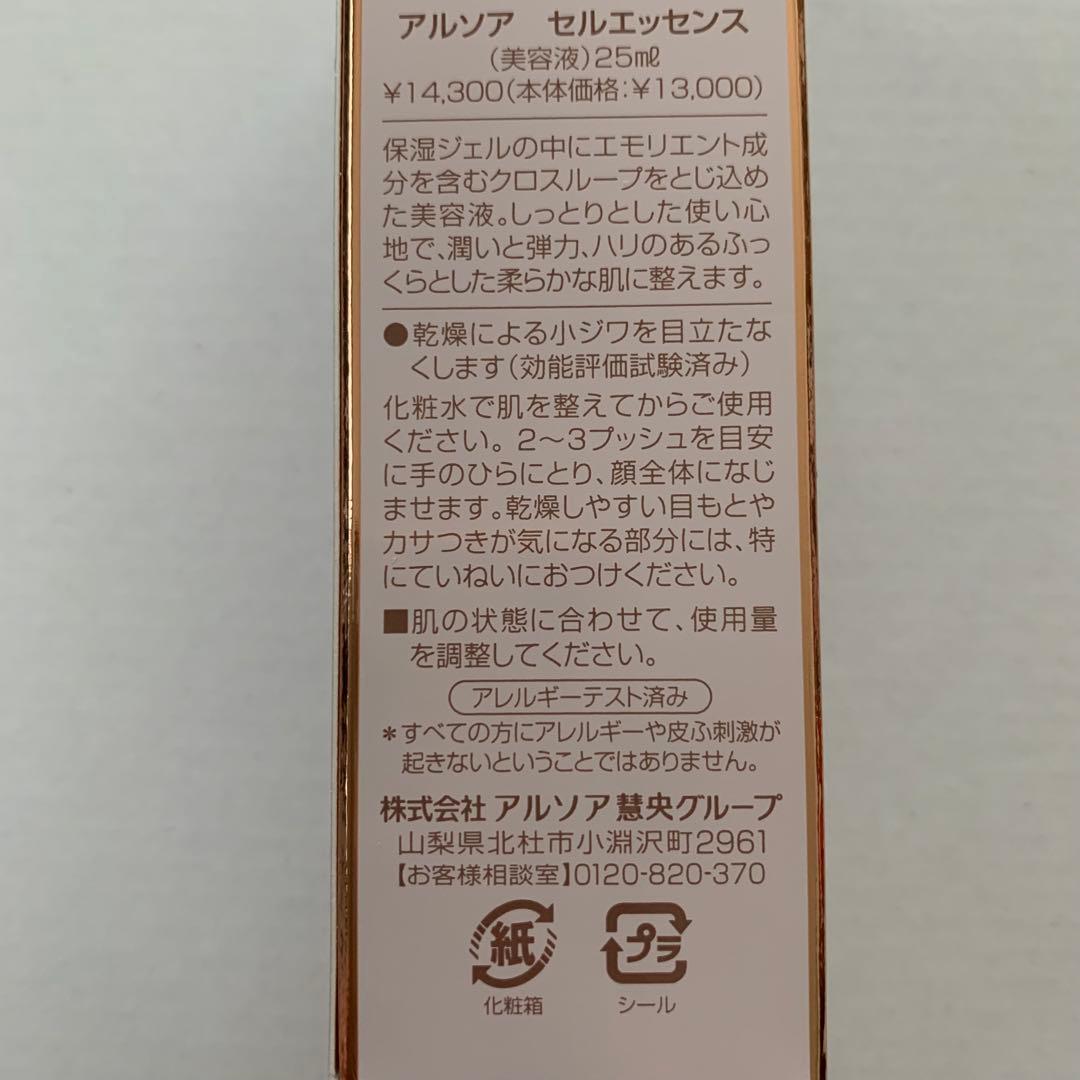 アルソア　セルエッセンス
（美容液）25㎖
¥14,300（本体価格：¥13,000）
保湿ジェルの中にエモリエント成
分を含むクロスループをとじ込め
た美容液。しっとりとした使い心
地で、潤いと弾力、ハリのあるふっ
くらとした柔らかな肌に整えます。
●乾燥による小ジワを目立たな
くします（効能評価試験済み）
化粧水で肌を整えてからご使用
ください。2〜3プッシュを目安
に手のひらにとり、顔全体になじ
ませます。乾燥しやすい目もとや
カサつきが気になる部分には、特
にていねいにおつけください。
■肌の状態に合わせて、使用量
を調整してください。
アレルギーテスト済み
＊すべての方にアレルギーや皮ふ刺激が
起きないということではありません。
株式会社 アルソア慧央グループ
山梨県北杜市小淵沢町2961
【お客様相談室】0120-820-370
紙 プラ
化粧箱 シール